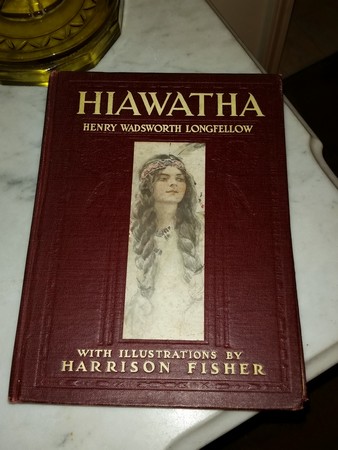 HIAWATHA
HENRY WADSWORTH LONGFELLOW
WITH ILLUSTRATIONS BY
HARRISON FISHER